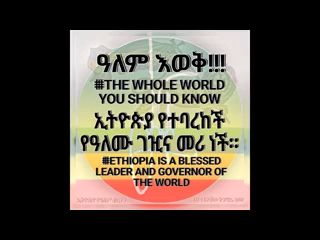 ዓለም እወቅ!!!
#THE WHOLE WORLD
YOU SHOULD KNOW
ኢትዮጵያ የተባረከች
የዓለሙ ገዢና መሪ ነች።
#ETHIOPIA IS A BLESSED
LEADER AND GOVERNOR OF
THE WORLD